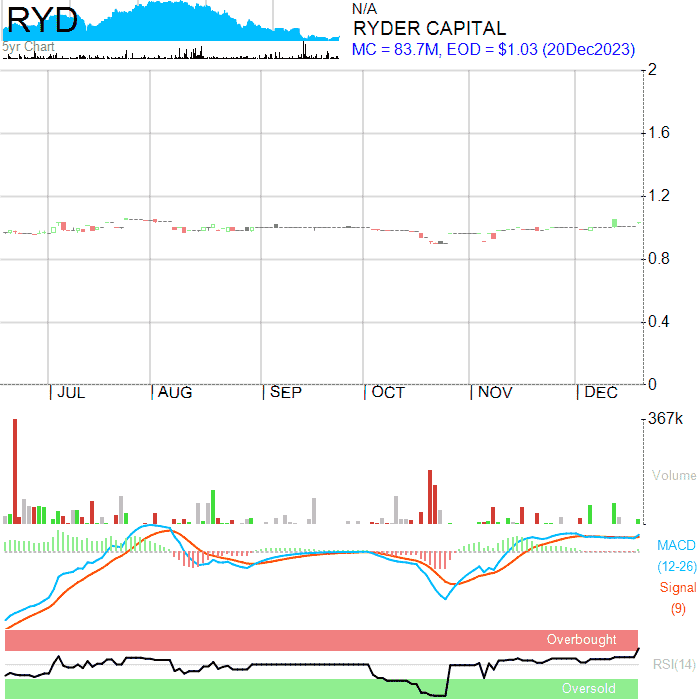 RYD
5yr Chart
N/A
RYDER CAPITAL
MC = 83.7M, EOD = $1.03 (20Dec2023)
2
1.6
1.2
0.8
0.4
0
JUL AUG SEP OCT NOV DEC
367k
Volume
MACD
(12-26)
Signal
(9)
Overbought
RSI(14)
Oversold